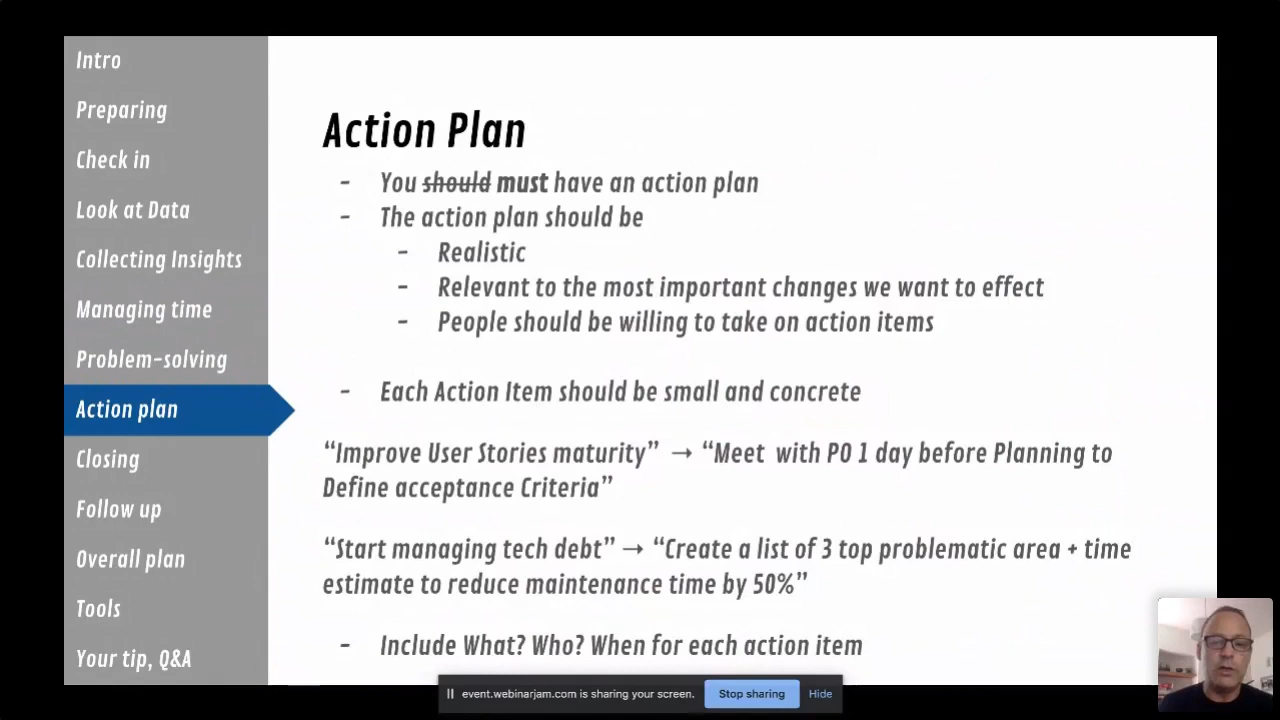 Intro
Preparing
Check in
Look at Data
Collecting Insights
Managing time
Problem-solving
Action plan
Closing
Follow up
Overall plan
Tools
Your tip, Q&A
Action Plan
- You should must have an action plan
- The action plan should be
- Realistic
- Relevant to the most important changes we want to effect
- People should be willing to take on action items
- Each Action Item should be small and concrete
“Improve User Stories maturity” → “Meet with PO 1 day before Planning to
Define acceptance Criteria”
“Start managing tech debt” → “Create a list of 3 top problematic area + time
estimate to reduce maintenance time by 50%”
- Include What? Who? When for each action item
event.webinarjam.com is sharing your screen. Stop sharing Hide